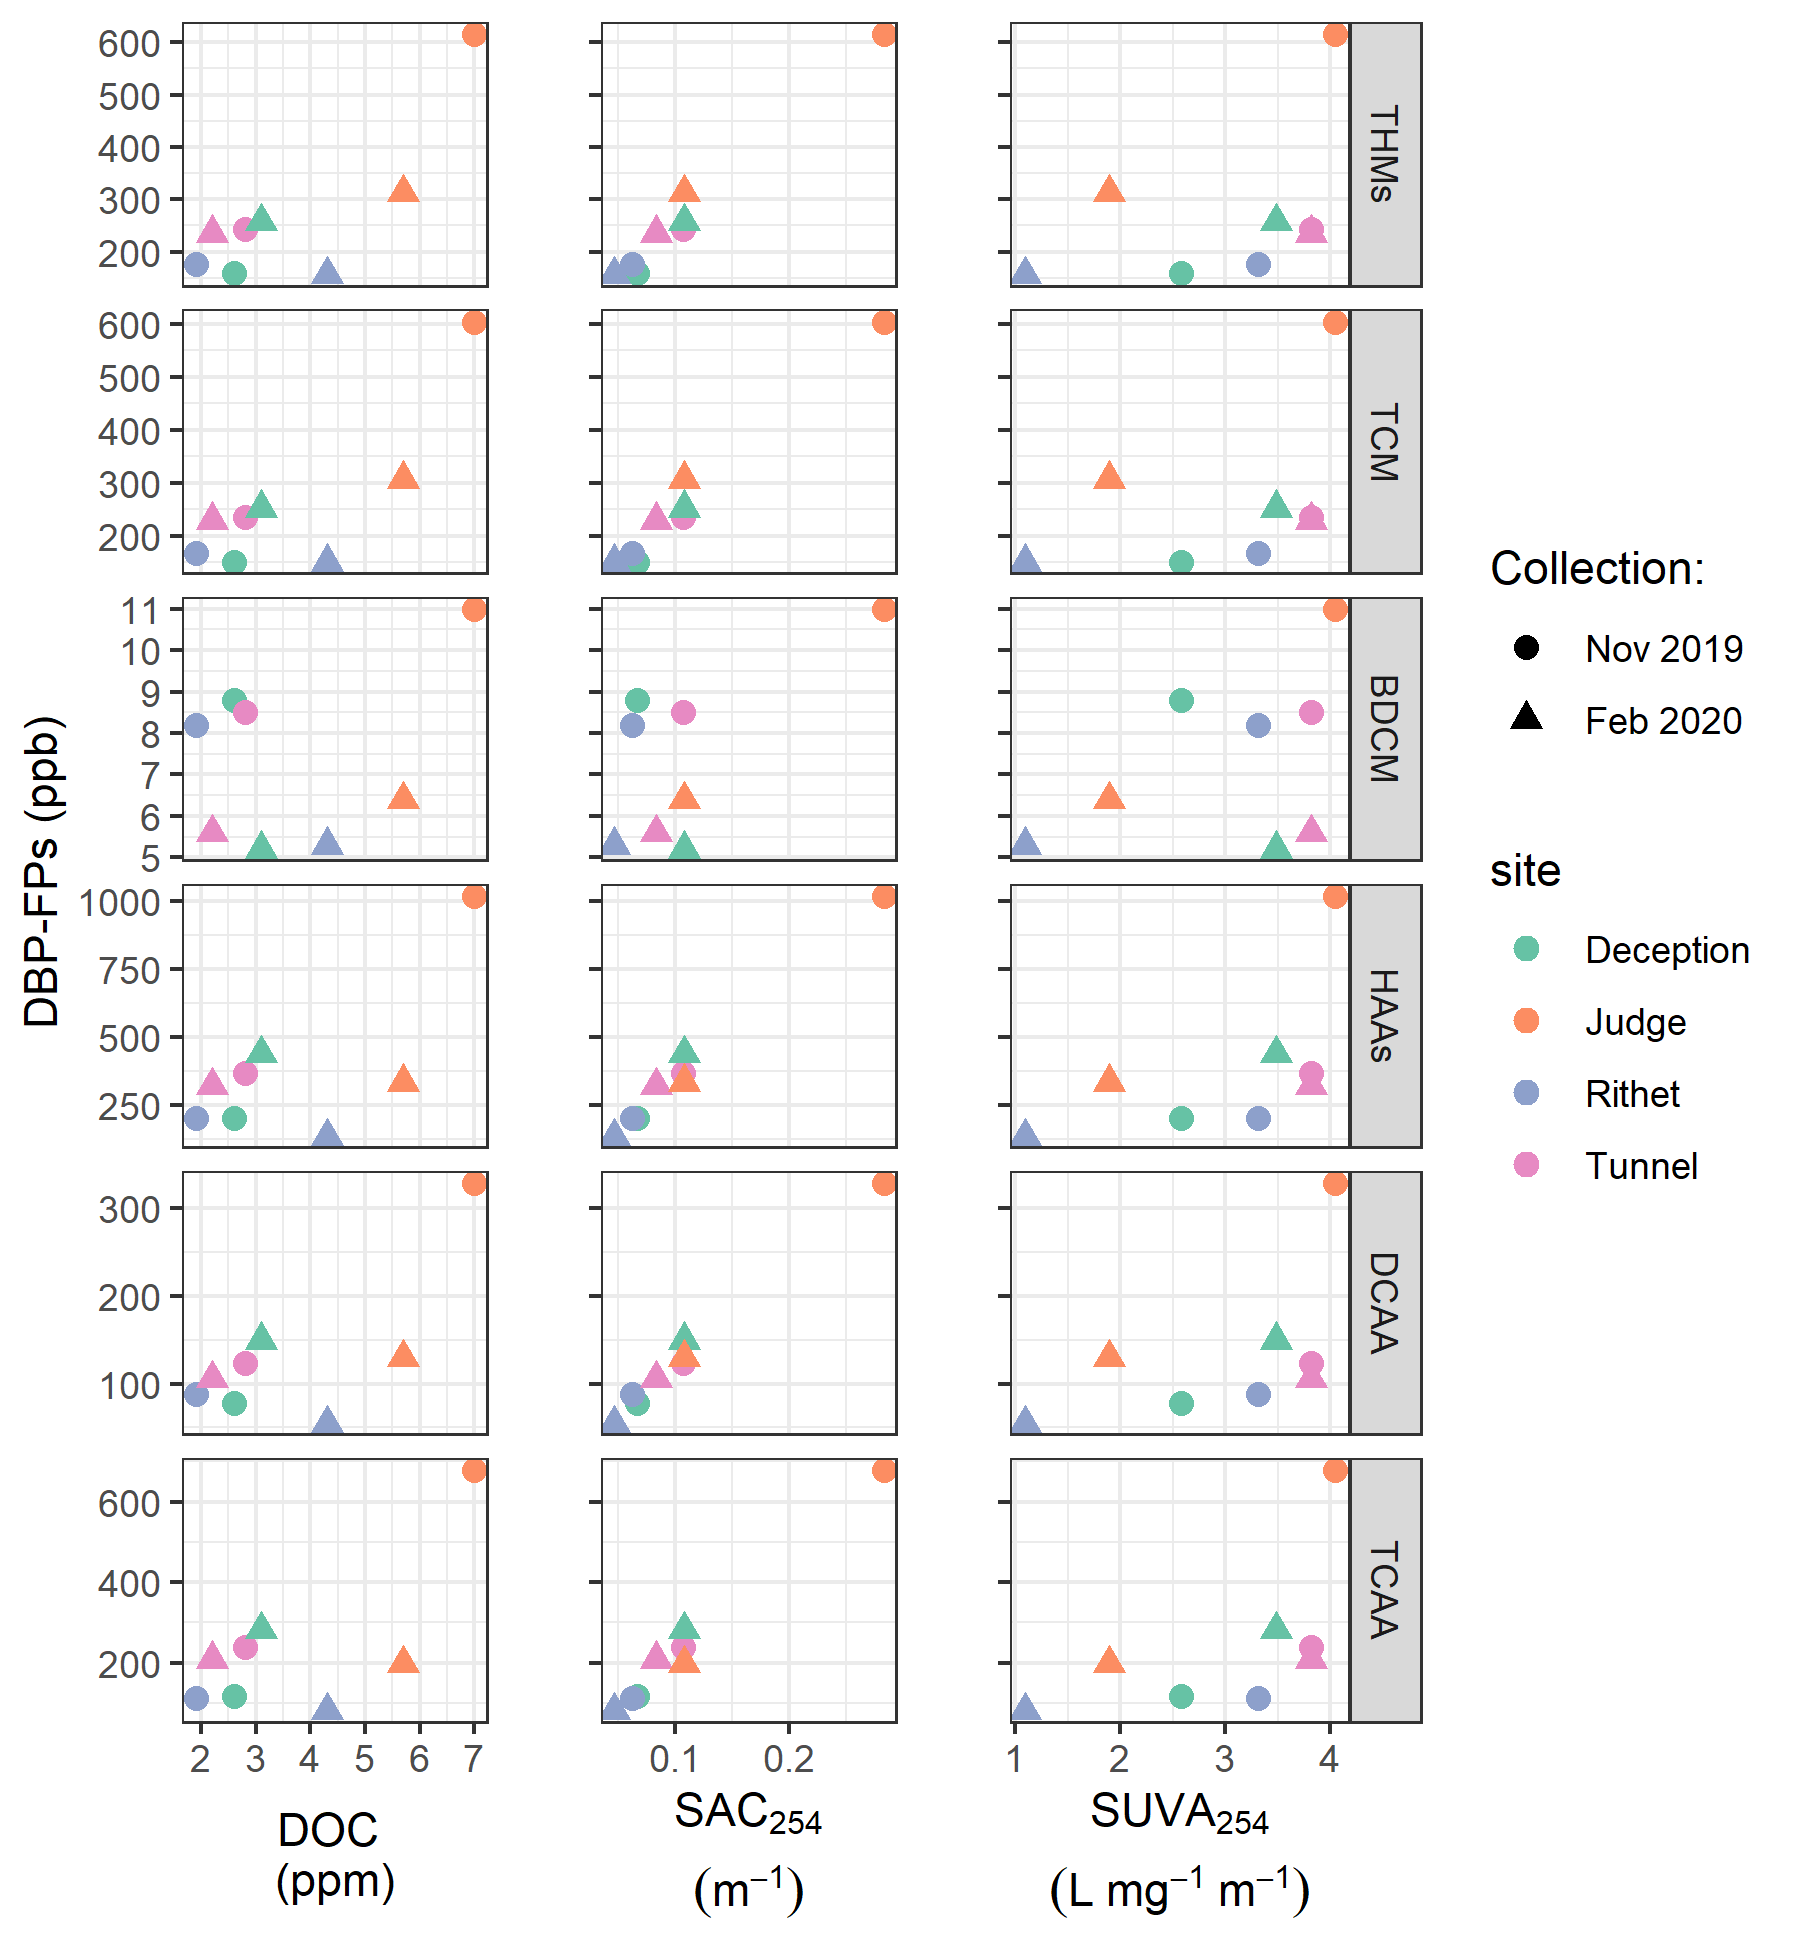 600
500
400
300
200
THMs
600
500
400
300
200
TCM
11
10
9
8
7
6
5
BDCM
1000
750
500
250
HAAs
300
200
100
DCAA
600
400
200
TCAA
DBP-FPs (ppb)
2 3 4 5 6 7
0.1 0.2
1 2 3 4
DOC
(ppm)
SAC₂₅₄
(m⁻¹)
SUVA₂₅₄
(L mg⁻¹ m⁻¹)
Collection:
Nov 2019
Feb 2020
site
Deception
Judge
Rithet
Tunnel